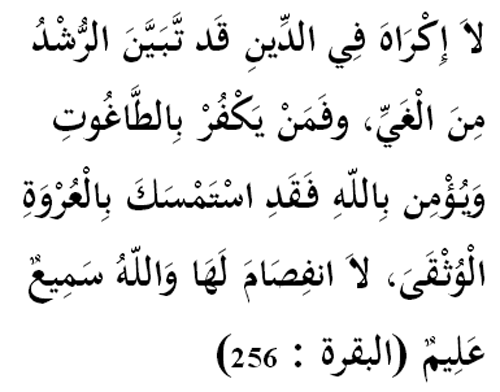 لاَ إِكْرَاهَ فِي الدِّينِ قَد تَّبَيَّنَ الرُّشْدُ
مِنَ الْغَيِّ، وفَمَنْ يَكْفُرْ بِالطَّاغُوتِ
وَيُؤْمِن بِاللّهِ فَقَدِ اسْتَمْسَكَ بِالْعُرْوَةِ
الْوُثْقَىَ، لاَ انفِصَامَ لَهَا وَاللّهُ سَمِيعٌ
عَلِيمٌ (البقرة : 256)